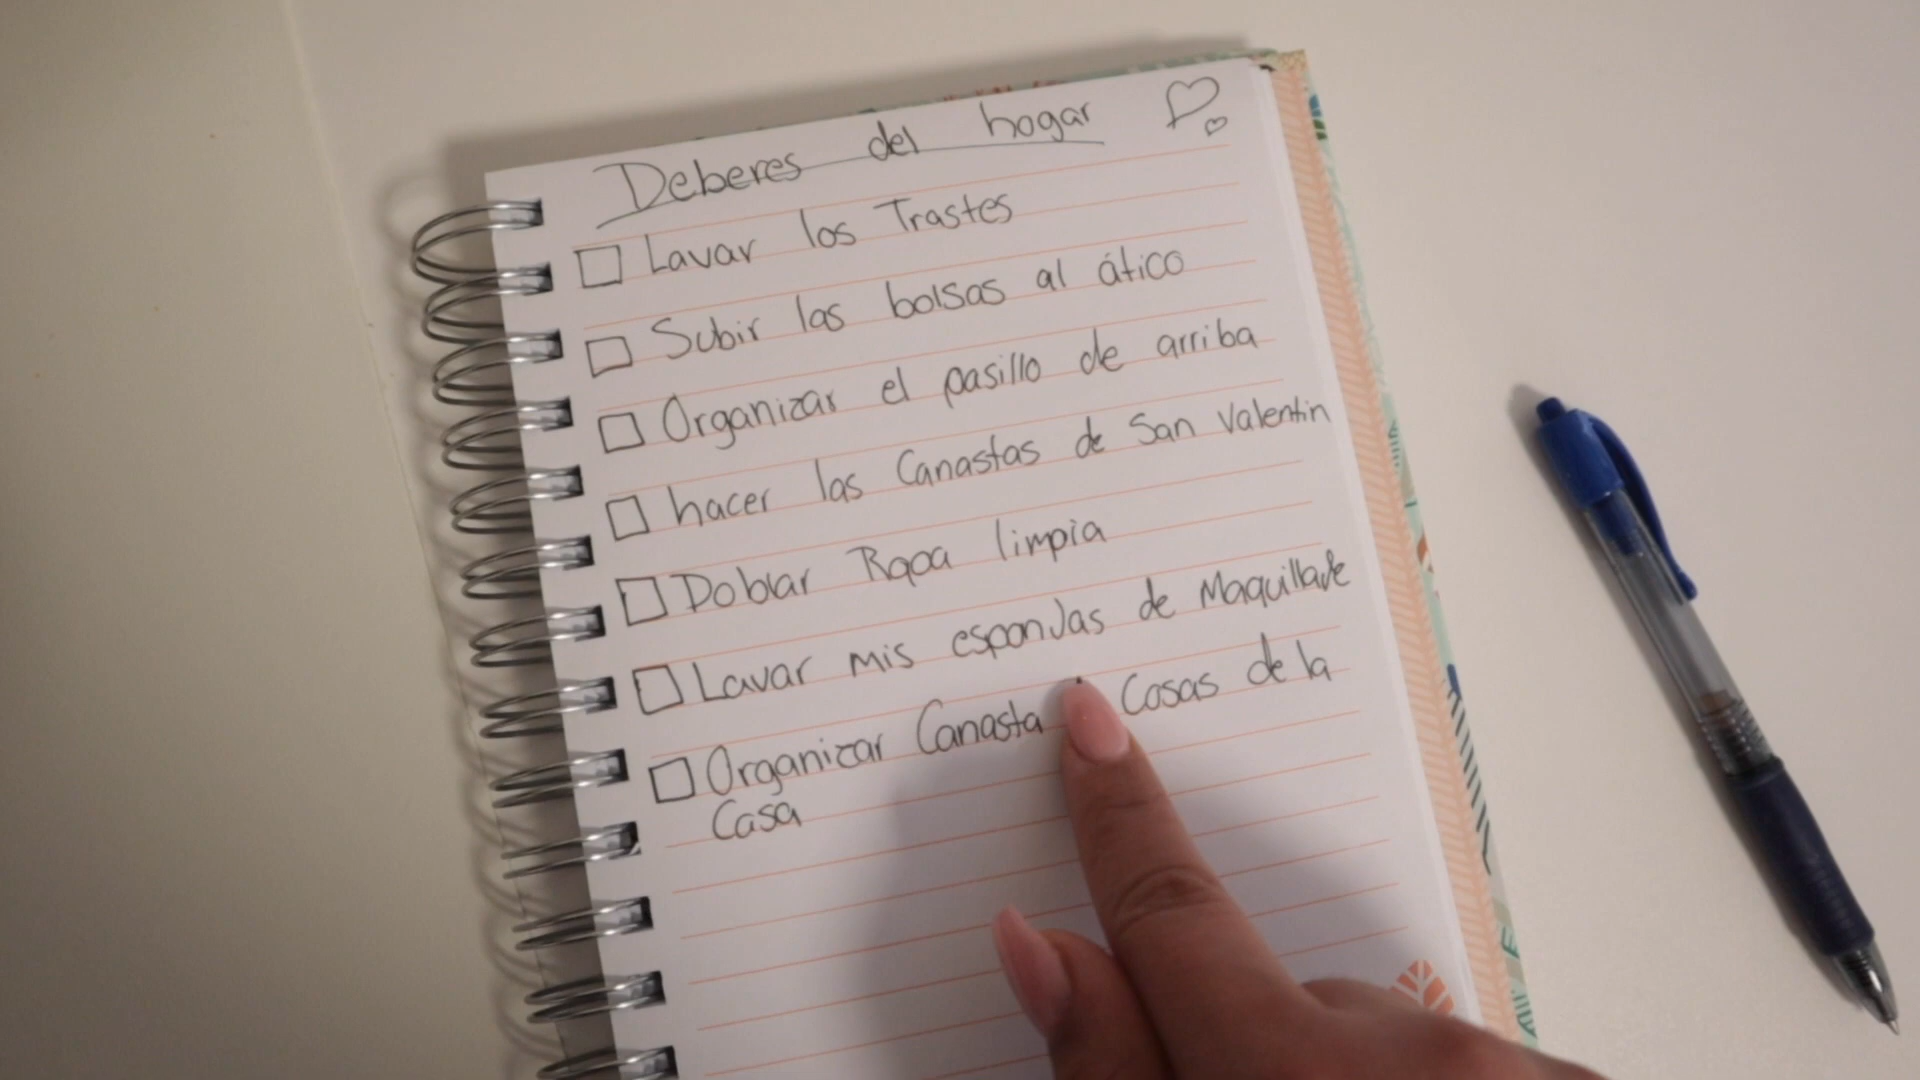 Deberes del hogar
Lavar los Trastes
Subir las bolsas al ático
Organizar el pasillo de arriba
hacer las Canastas de San Valentin
Doblar Ropa limpia
Lavar mis esponJas de MaquillaJe
Organizar Canasta Cosas de la
Casa